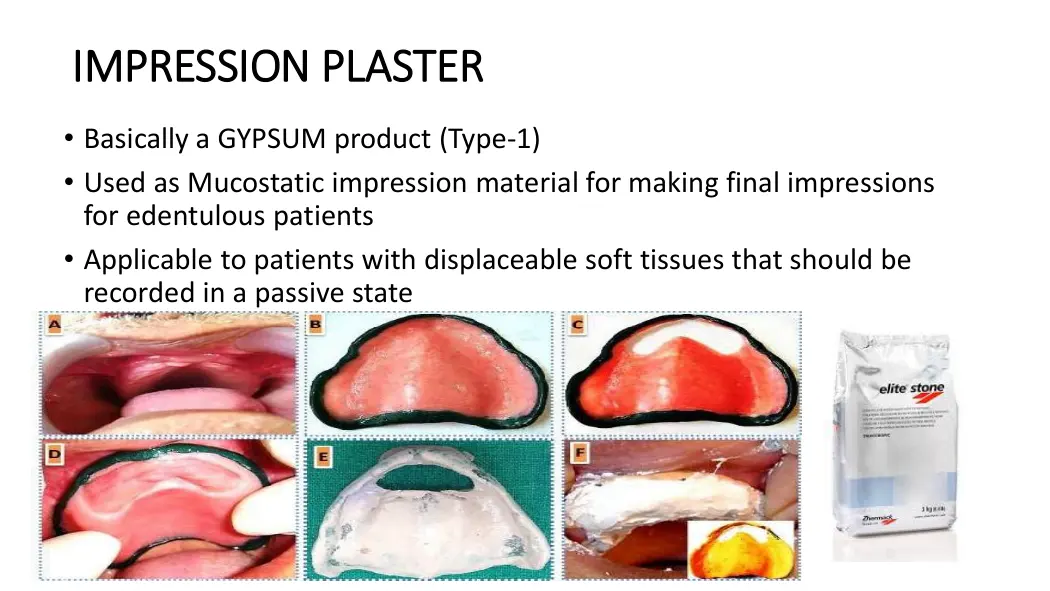 IMPRESSION PLASTER
• Basically a GYPSUM product (Type-1)
• Used as Mucostatic impression material for making final impressions
for edentulous patients
• Applicable to patients with displaceable soft tissues that should be
recorded in a passive state
A
B
C
D
E
F
elite stone
Zhermack